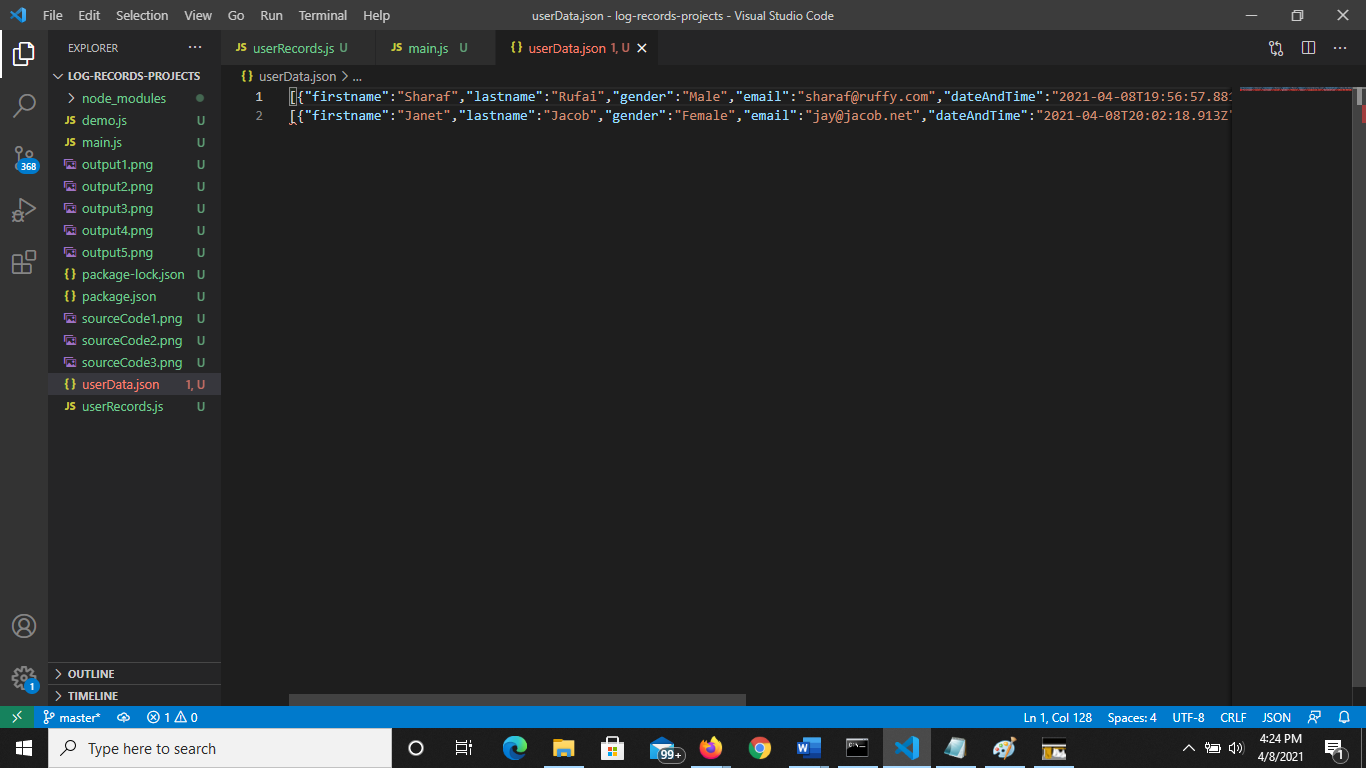 File Edit Selection View Go Run Terminal Help userData.json - log-records-projects - Visual Studio Code
EXPLORER ...
JS userRecords.js U JS main.js U {} userData.json 1, U
LOG-RECORDS-PROJECTS
{} userData.json > ...
node_modules
JS demo.js U
JS main.js U
output1.png U
output2.png U
output3.png U
output4.png U
output5.png U
{} package-lock.json U
{} package.json U
sourceCode1.png U
sourceCode2.png U
sourceCode3.png U
{} userData.json 1, U
JS userRecords.js U
368
1 [{"firstname":"Sharaf","lastname":"Rufai","gender":"Male","email":"sharaf@ruffy.com","dateAndTime":"2021-04-08T19:56:57.881
2 [{"firstname":"Janet","lastname":"Jacob","gender":"Female","email":"jay@jacob.net","dateAndTime":"2021-04-08T20:02:18.913Z"
OUTLINE
1
TIMELINE
master* 1 0 Ln 1, Col 128 Spaces: 4 UTF-8 CRLF JSON
Type here to search
99+
4:24 PM
4/8/2021
1